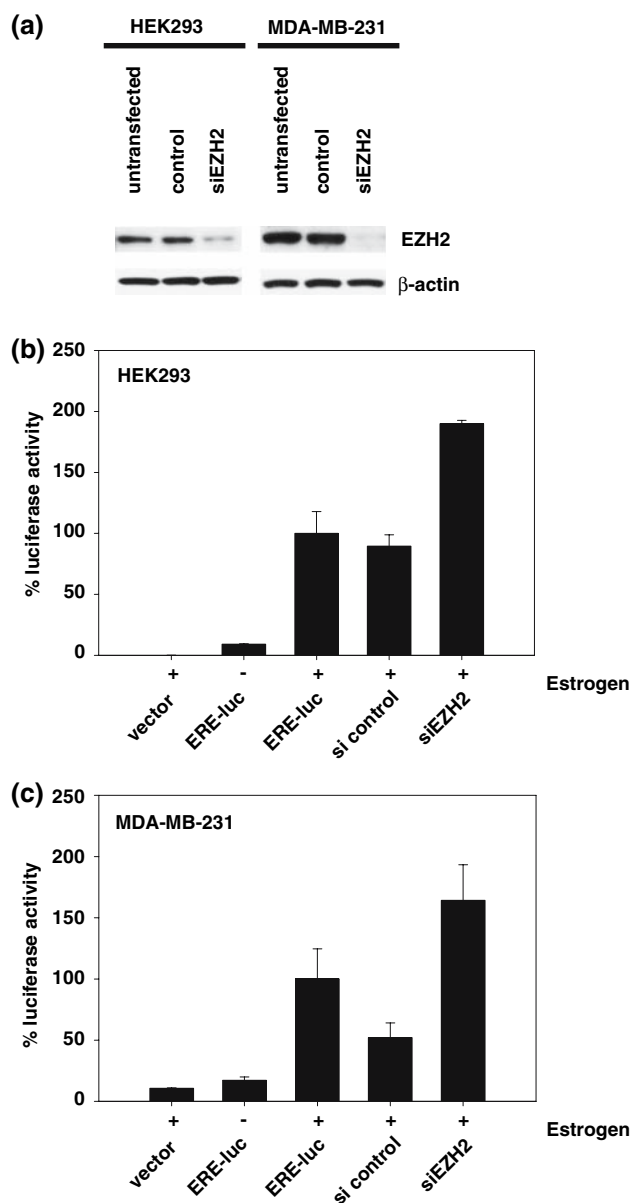 (a)
HEK293 MDA-MB-231
untransfected control siEZH2 untransfected control siEZH2
EZH2
β-actin
(b)
250
200
150
100
50
0
% luciferase activity
HEK293
+ - + + + Estrogen
vector ERE-luc ERE-luc si control siEZH2
(c)
250
200
150
100
50
0
% luciferase activity
MDA-MB-231
+ - + + + Estrogen
vector ERE-luc ERE-luc si control siEZH2